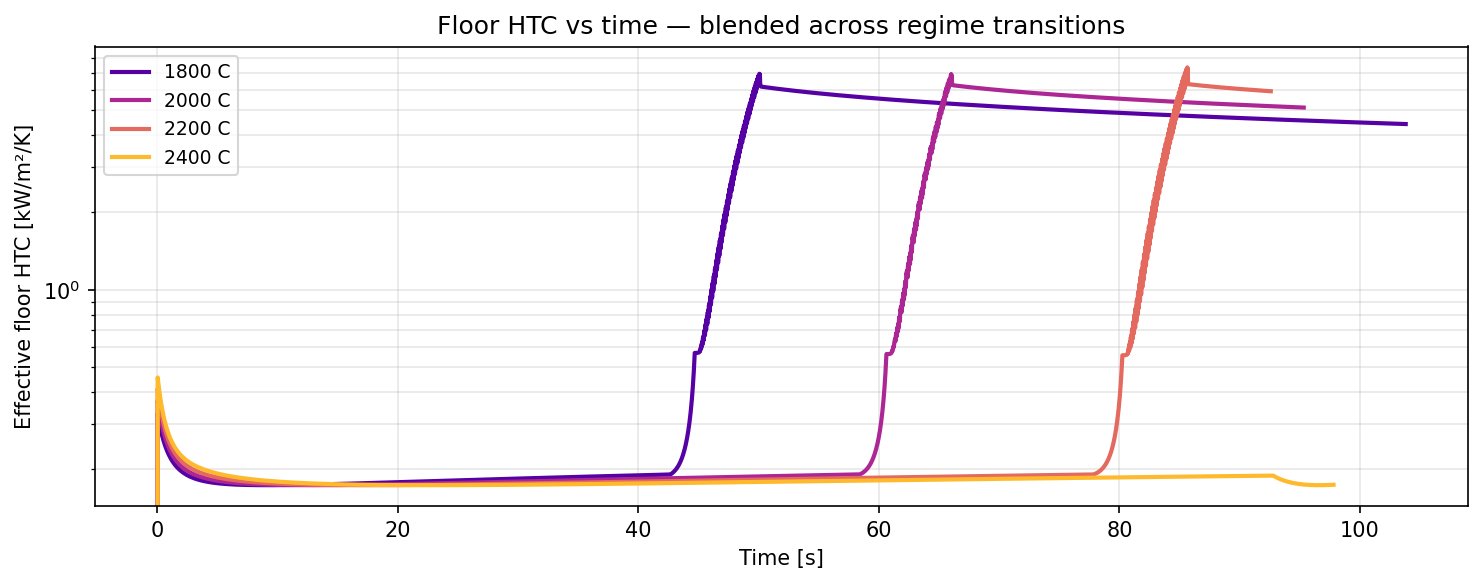 Floor HTC vs time — blended across regime transitions
Effective floor HTC [kW/m²/K]
10⁰
1800 C
2000 C
2200 C
2400 C
0 20 40 60 80 100
Time [s]